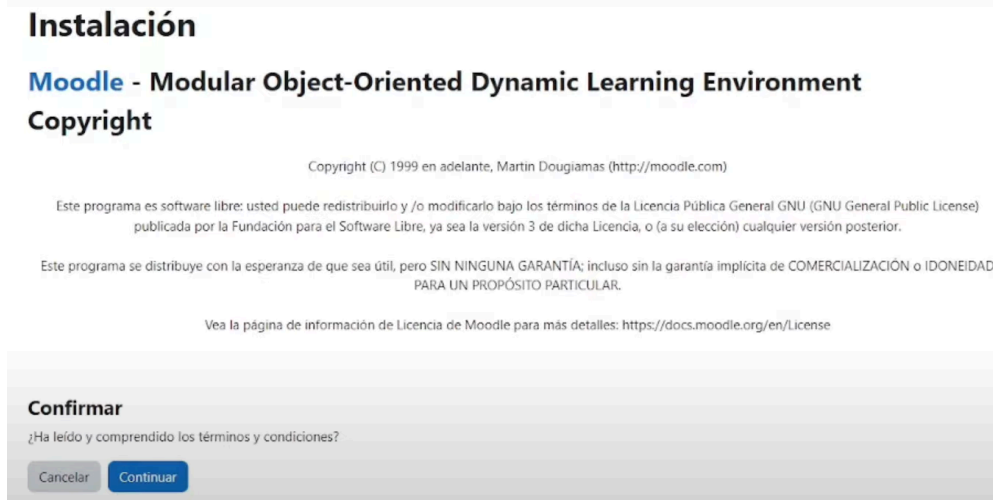 Instalación
Moodle - Modular Object-Oriented Dynamic Learning Environment
Copyright
Copyright (C) 1999 en adelante, Martin Dougiamas (http://moodle.com)
Este programa es software libre: usted puede redistribuirlo y /o modificarlo bajo los términos de la Licencia Pública General GNU (GNU General Public License)
publicada por la Fundación para el Software Libre, ya sea la versión 3 de dicha Licencia, o (a su elección) cualquier versión posterior.
Este programa se distribuye con la esperanza de que sea útil, pero SIN NINGUNA GARANTÍA; incluso sin la garantía implícita de COMERCIALIZACIÓN o IDONEIDAD
PARA UN PROPÓSITO PARTICULAR.
Vea la página de información de Licencia de Moodle para más detalles: https://docs.moodle.org/en/License
Confirmar
¿Ha leído y comprendido los términos y condiciones?
Cancelar Continuar